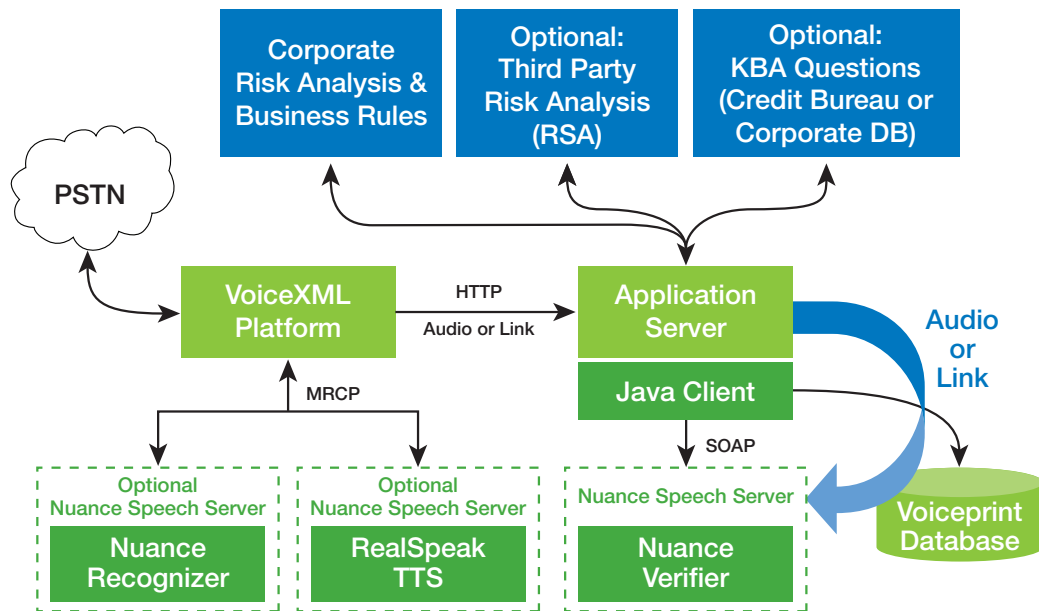 Corporate
Risk Analysis &
Business Rules
Optional:
Third Party
Risk Analysis
(RSA)
Optional:
KBA Questions
(Credit Bureau or
Corporate DB)
PSTN
VoiceXML
Platform
HTTP
Audio or Link
Application
Server
Audio
or
Link
Java Client
MRCP
SOAP
Optional
Nuance Speech Server
Nuance
Recognizer
Optional
Nuance Speech Server
RealSpeak
TTS
Nuance Speech Server
Nuance
Verifier
Voiceprint
Database